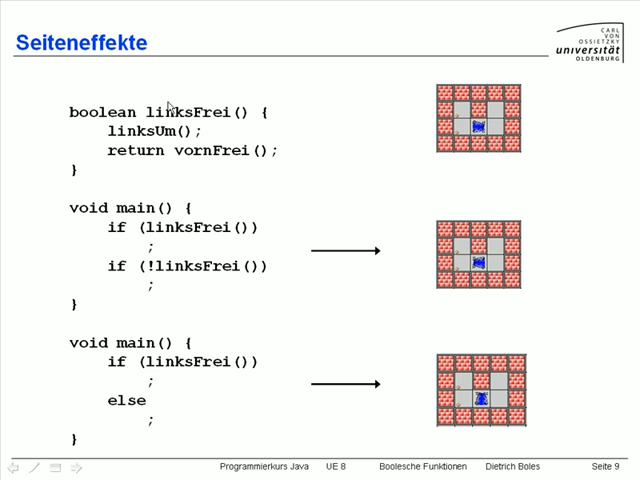 Seiteneffekte
CARL
VON
OSSIETZKY
universität
OLDENBURG
boolean linksFrei() {
linksUm();
return vornFrei();
}
void main() {
if (linksFrei())
;
if (!linksFrei())
;
}
void main() {
if (linksFrei())
;
else
;
}
Programmierkurs Java UE 8 Boolesche Funktionen Dietrich Boles Seite 9